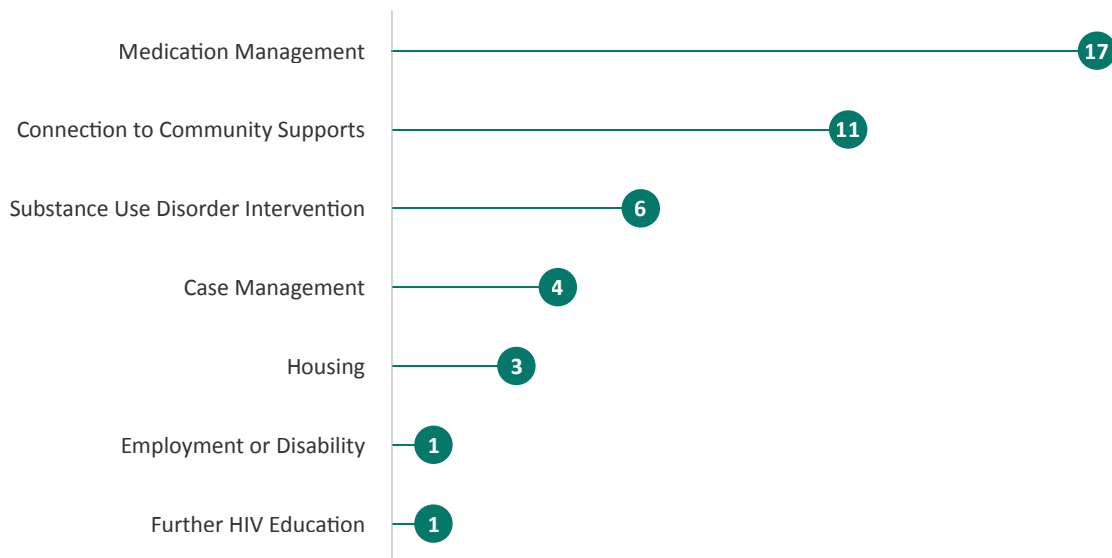 Medication Management
17
Connection to Community Supports
11
Substance Use Disorder Intervention
6
Case Management
4
Housing
3
Employment or Disability
1
Further HIV Education
1